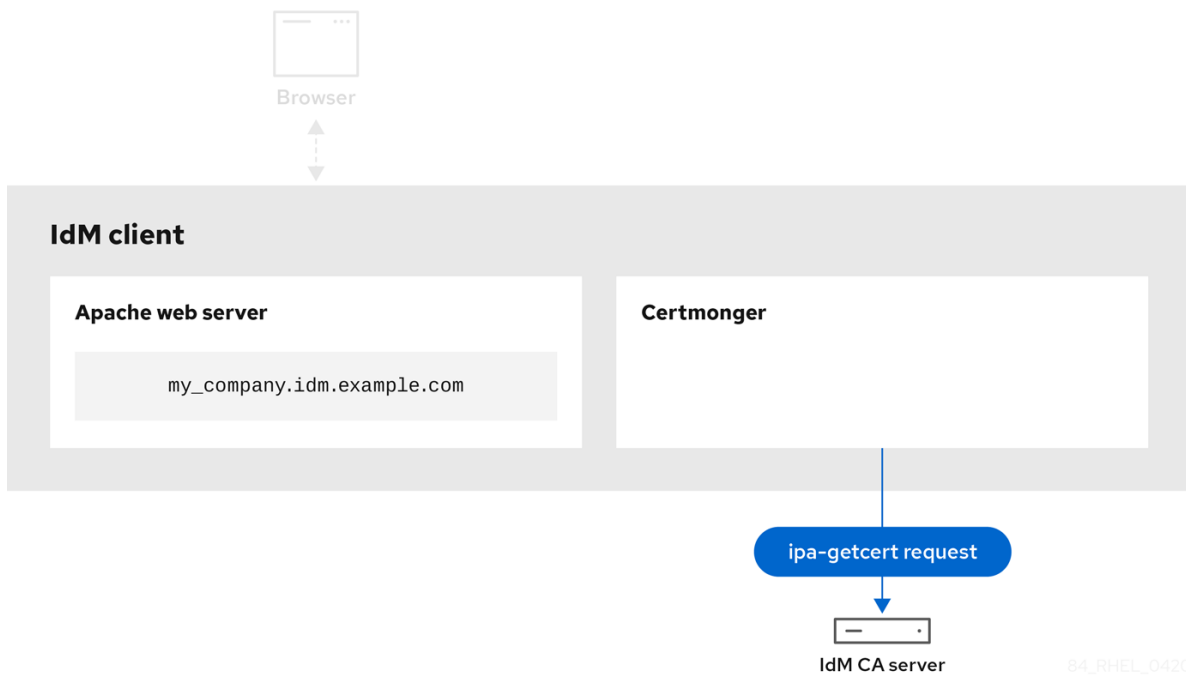 Browser
IdM client
Apache web server
Certmonger
my_company.idm.example.com
ipa-getcert request
IdM CA server
84_RHEL_0420